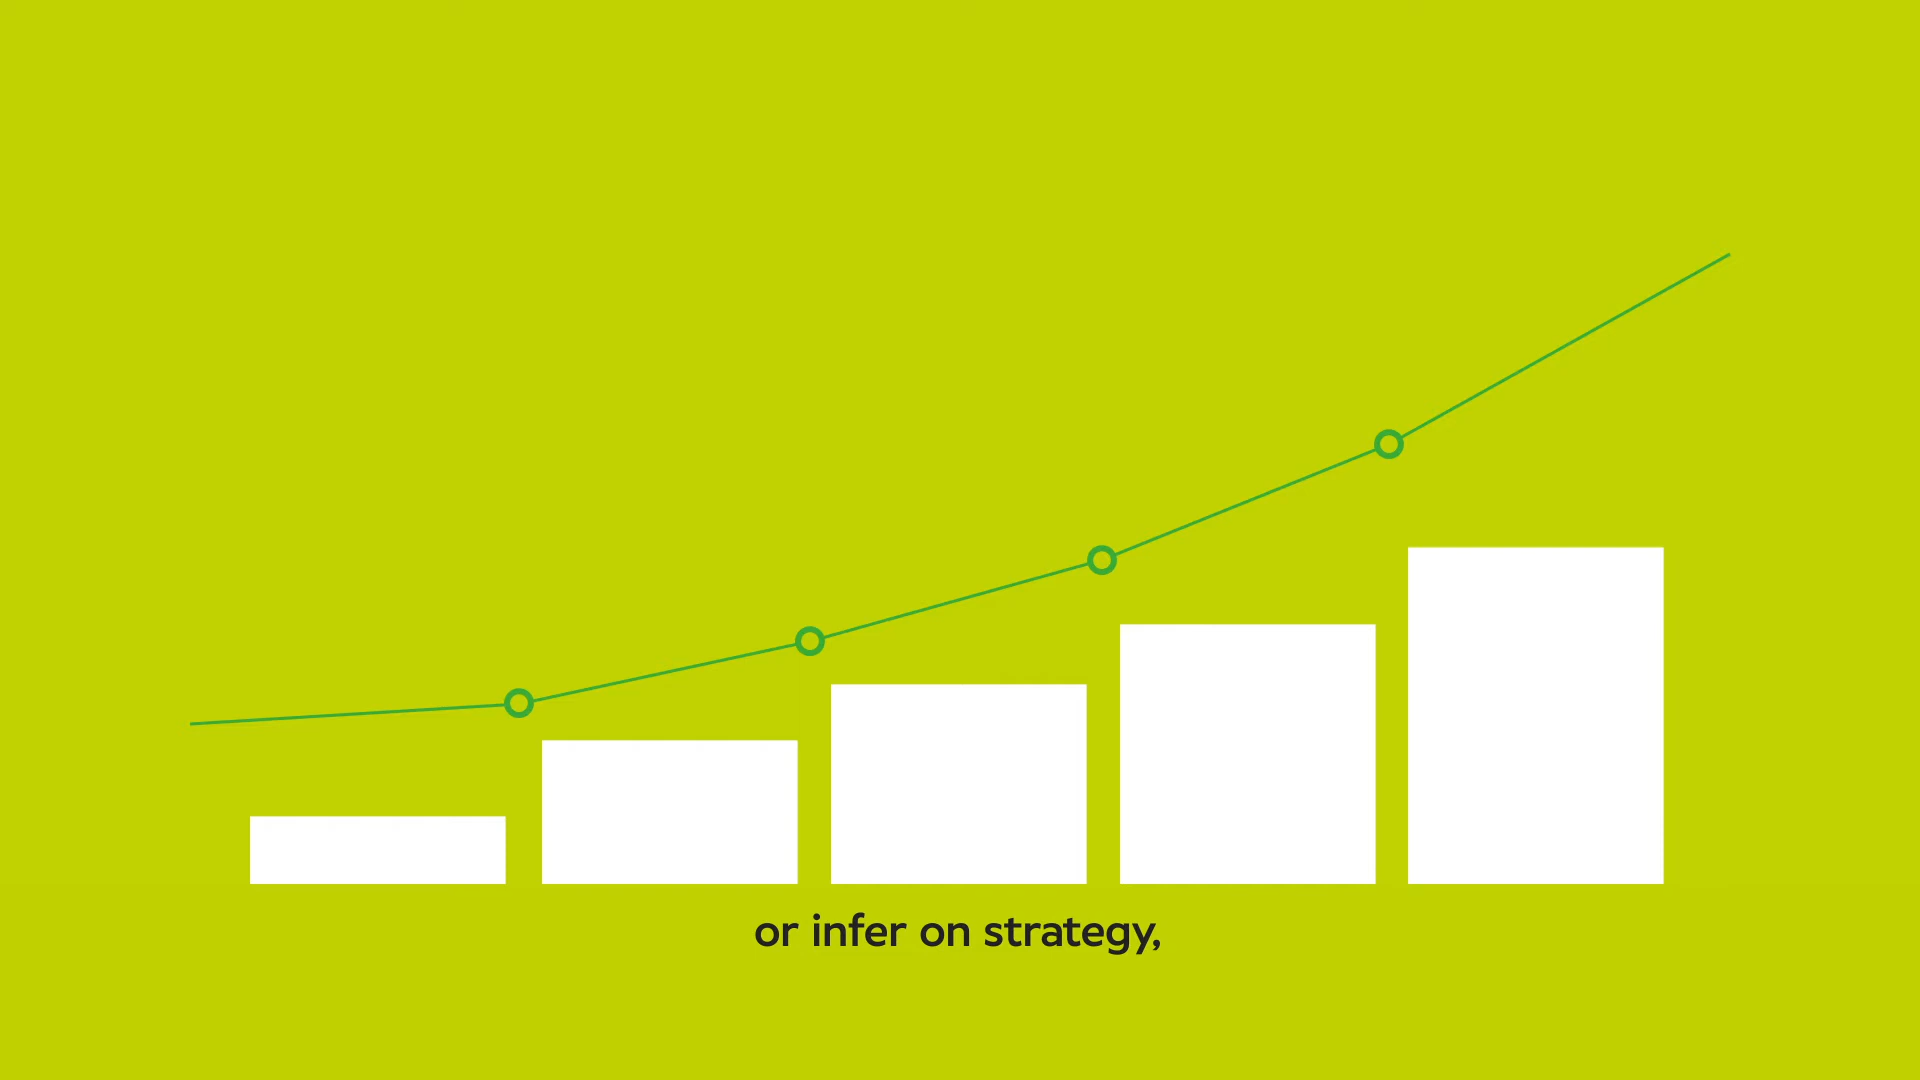 or infer on strategy,